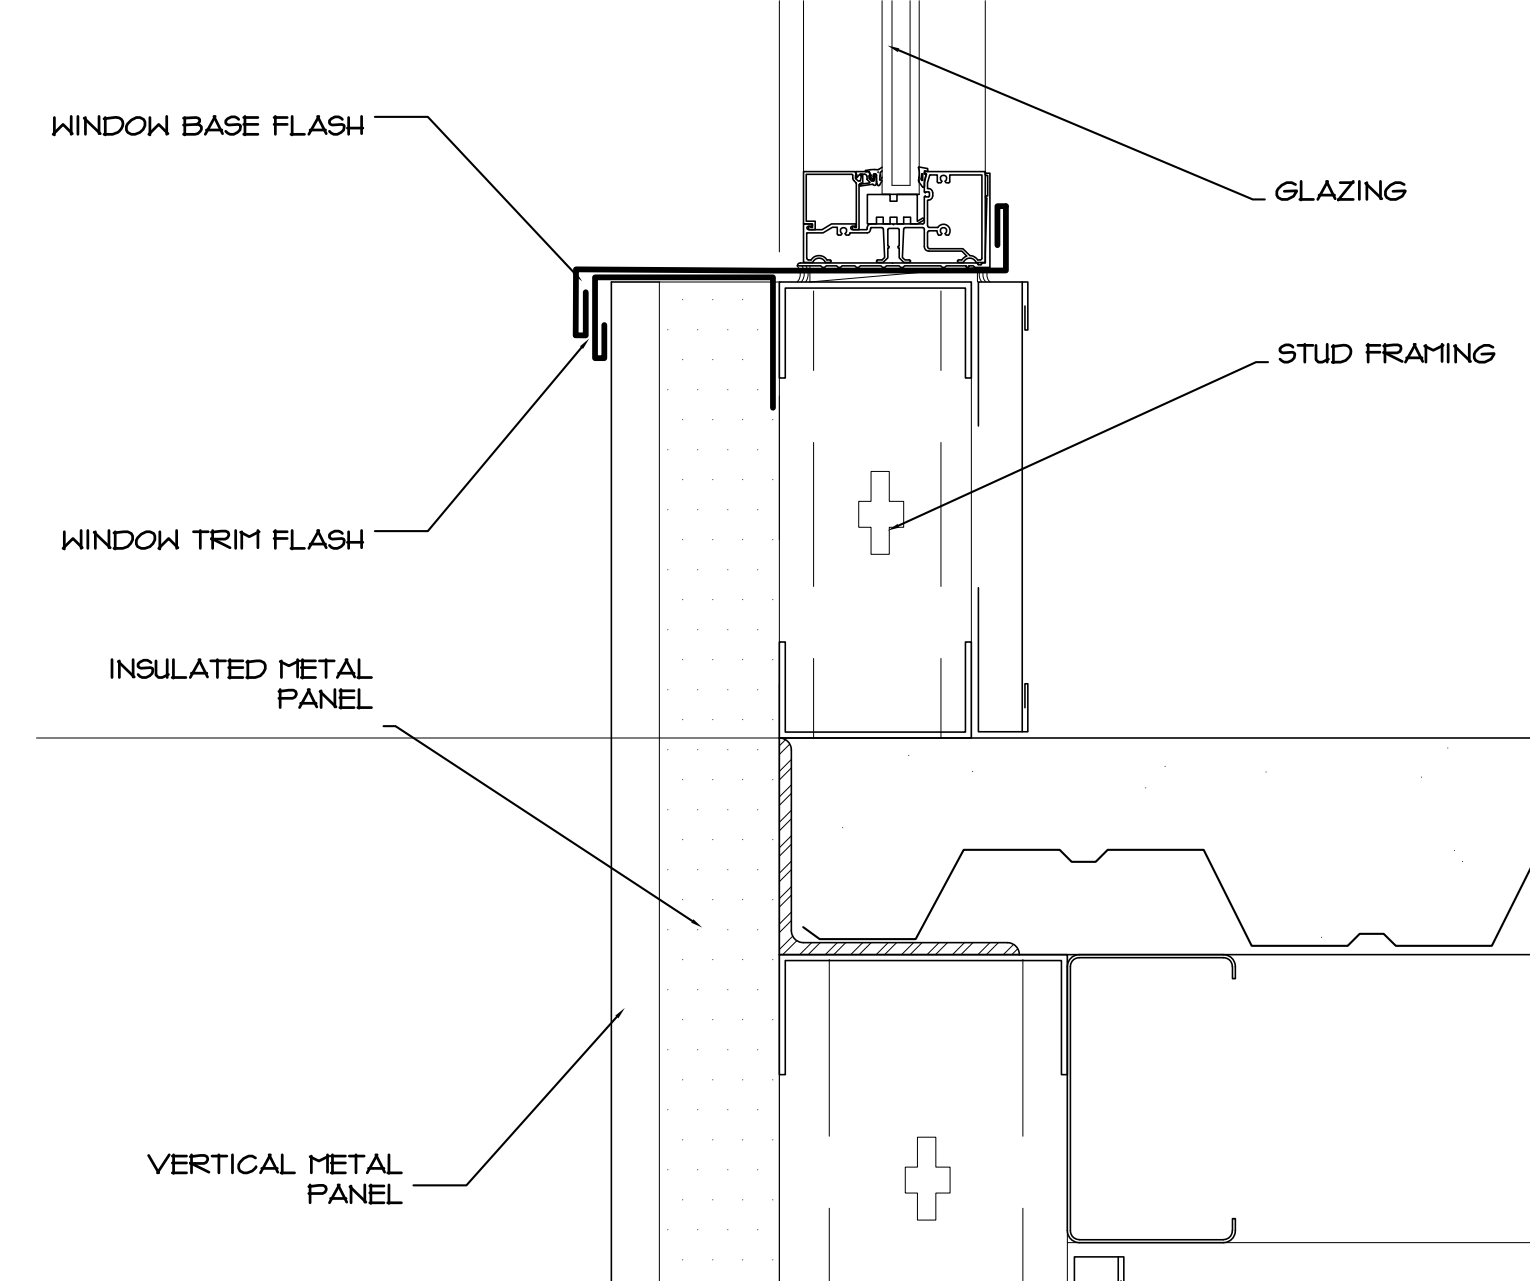 WINDOW BASE FLASH
GLAZING
STUD FRAMING
WINDOW TRIM FLASH
INSULATED METAL
PANEL
VERTICAL METAL
PANEL